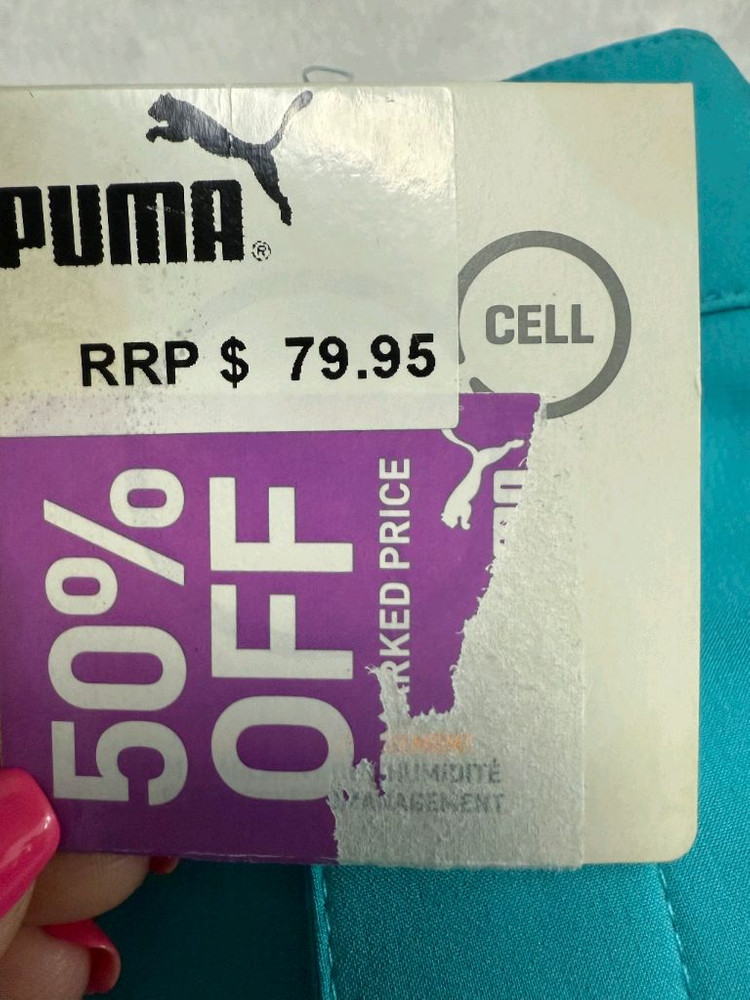 PUMA®
RRP $ 79.95
CELL
50%
OFF
RKED PRICE
HUMIDITÉ
MANAGEMENT